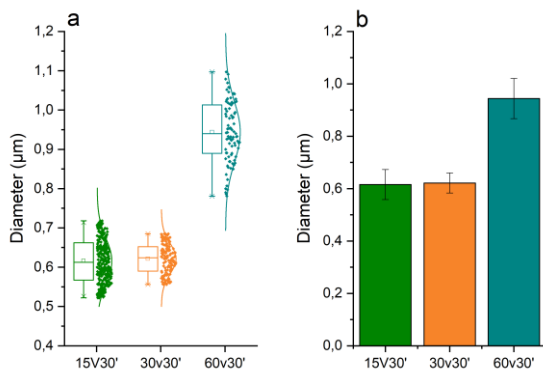 a
Diameter (μm)
1,2
1,1
1,0
0,9
0,8
0,7
0,6
0,5
0,4
15V30'
30v30'
60v30'
b
Diameter (μm)
1,2
1,0
0,8
0,6
0,4
0,2
0,0
15V30'
30v30'
60v30'